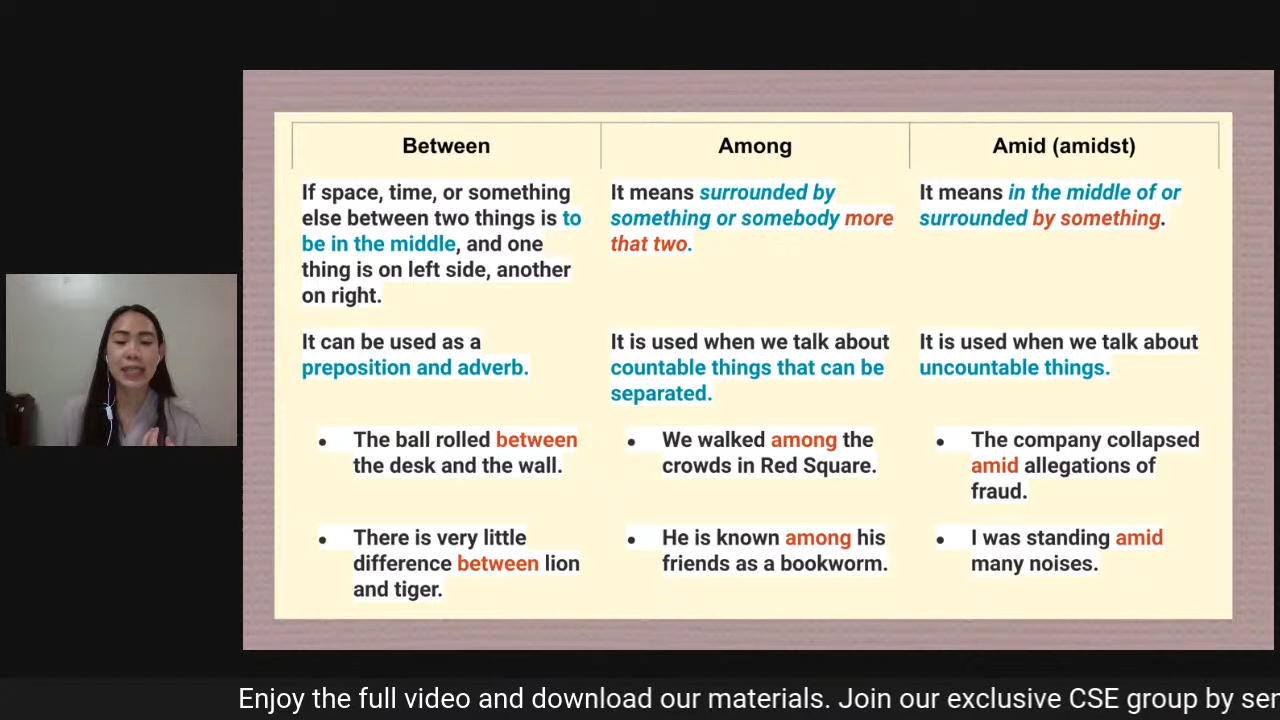 Between
Among
Amid (amidst)
If space, time, or something
else between two things is to
be in the middle, and one
thing is on left side, another
on right.
It means surrounded by
something or somebody more
that two.
It means in the middle of or
surrounded by something.
It can be used as a
preposition and adverb.
It is used when we talk about
countable things that can be
separated.
It is used when we talk about
uncountable things.
• The ball rolled between
the desk and the wall.
• We walked among the
crowds in Red Square.
• The company collapsed
amid allegations of
fraud.
• There is very little
difference between lion
and tiger.
• He is known among his
friends as a bookworm.
• I was standing amid
many noises.
Enjoy the full video and download our materials. Join our exclusive CSE group by